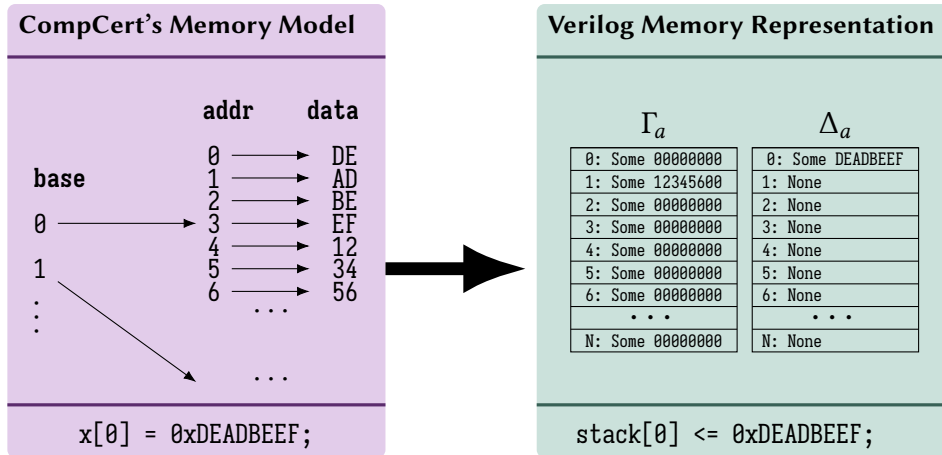 CompCert's Memory Model
addr data
0 DE
1 AD
2 BE
3 EF
4 12
5 34
6 56
. . .
. . .
base
0
1
.
.
.
x[0] = 0xDEADBEEF;
Verilog Memory Representation
Γa
0: Some 00000000
1: Some 12345600
2: Some 00000000
3: Some 00000000
4: Some 00000000
5: Some 00000000
6: Some 00000000
. . .
N: Some 00000000
Δa
0: Some DEADBEEF
1: None
2: None
3: None
4: None
5: None
6: None
. . .
N: None
stack[0] <= 0xDEADBEEF;